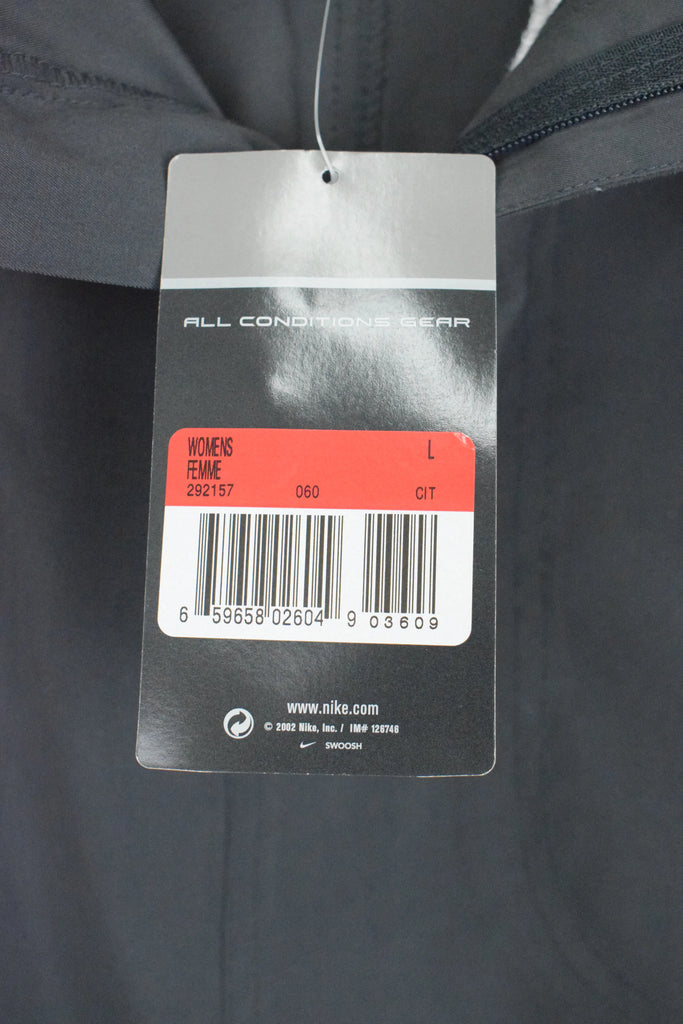 ALL CONDITIONS GEAR
WOMENS L
FEMME
292157 060 CIT
6 59658 02604 9 03609
www.nike.com
© 2002 Nike, Inc. / IM# 126746
SWOOSH